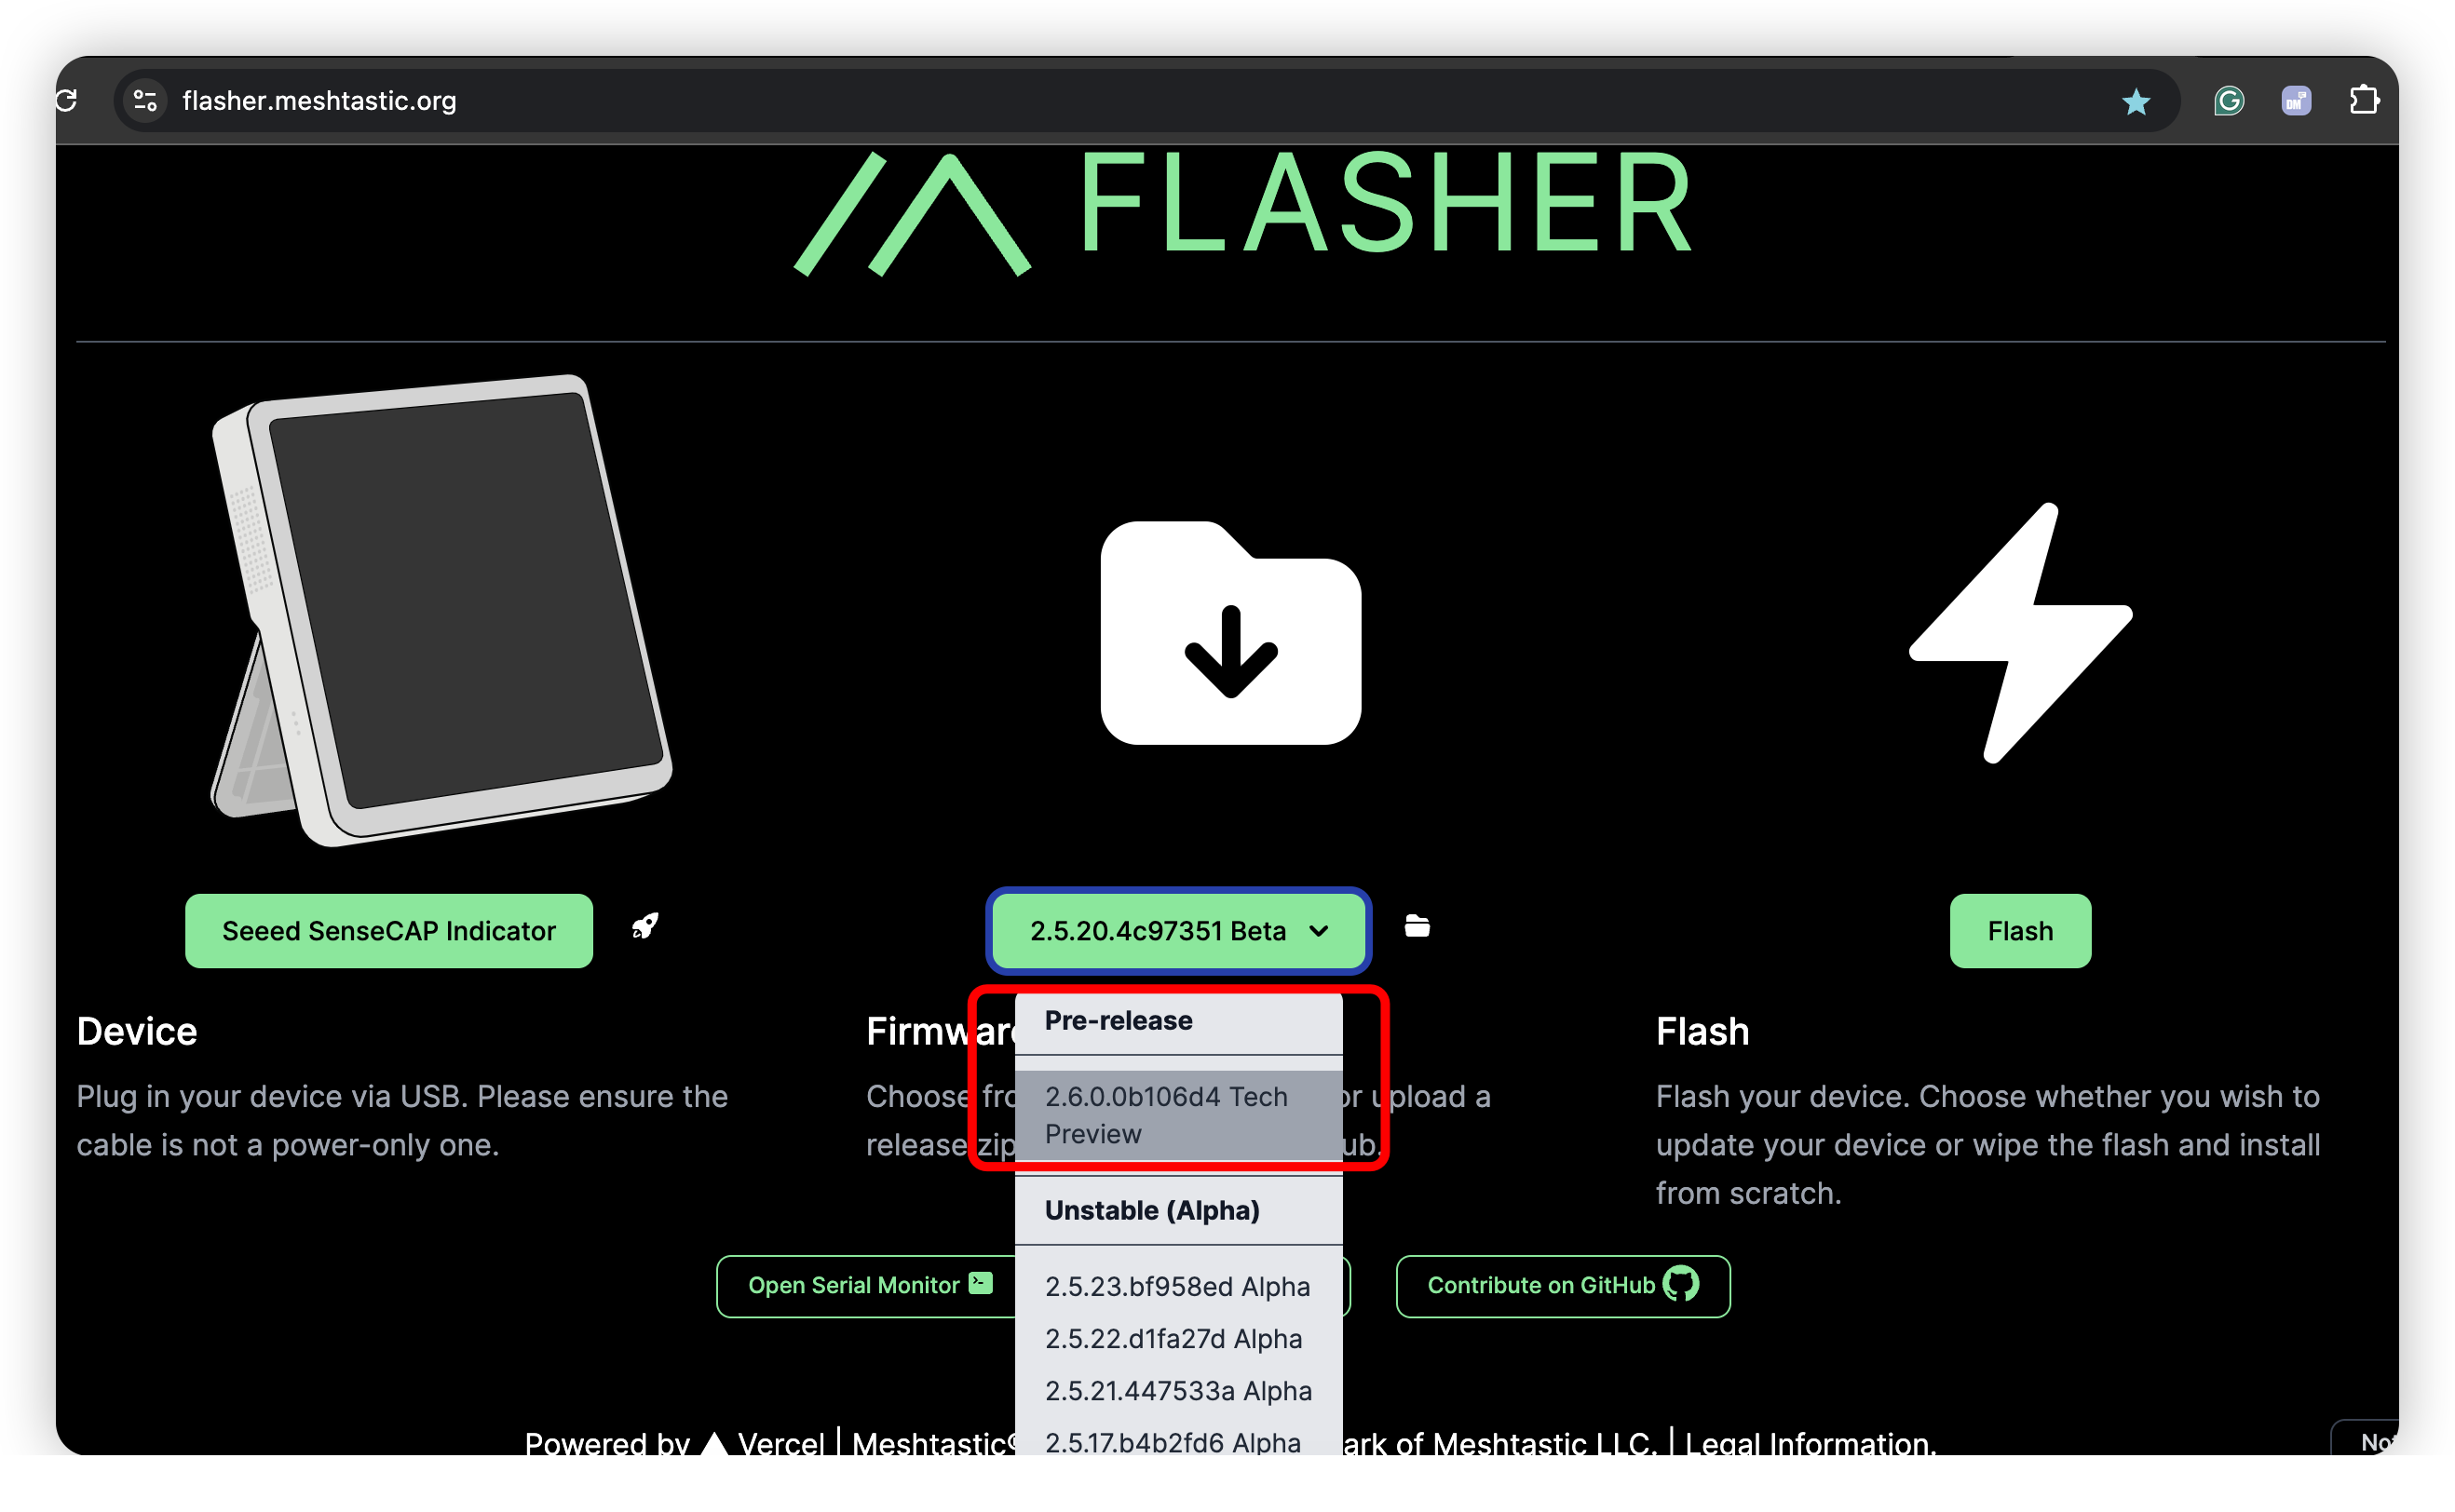 flasher.meshtastic.org
DM
FLASHER
Seeed SenseCAP Indicator
2.5.20.4c97351 Beta
Flash
Device
Plug in your device via USB. Please ensure the
cable is not a power-only one.
Choose
release zip
or upload a
Pre-release
2.6.0.0b106d4 Tech
Preview
Unstable (Alpha)
2.5.23.bf958ed Alpha
2.5.22.d1fa27d Alpha
2.5.21.447533a Alpha
2.5.17.b4b2fd6 Alpha
Flash
Flash your device. Choose whether you wish to
update your device or wipe the flash and install
from scratch.
Open Serial Monitor
Contribute on GitHub
Powered by Vercel | Meshtastic® of Meshtastic LLC. | Legal Information.